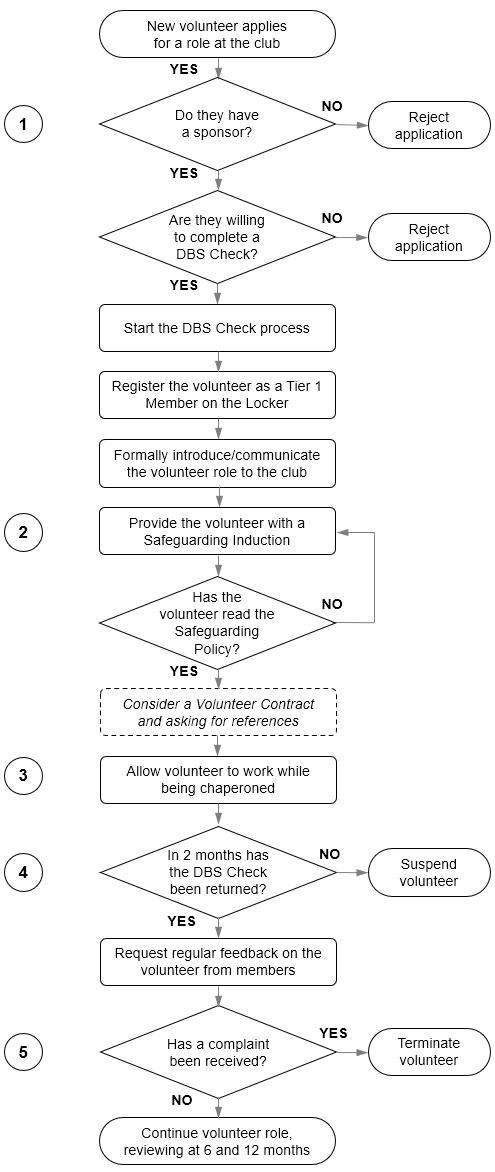 New volunteer applies
for a role at the club
YES
1
Do they have
a sponsor?
NO
Reject
application
YES
Are they willing
to complete a
DBS Check?
NO
Reject
application
YES
Start the DBS Check process
Register the volunteer as a Tier 1
Member on the Locker
Formally introduce/communicate
the volunteer role to the club
2
Provide the volunteer with a
Safeguarding Induction
Has the
volunteer read the
Safeguarding
Policy?
NO
YES
Consider a Volunteer Contract
and asking for references
3
Allow volunteer to work while
being chaperoned
4
In 2 months has
the DBS Check
been returned?
NO
Suspend
volunteer
YES
Request regular feedback on the
volunteer from members
5
Has a complaint
been received?
YES
Terminate
volunteer
NO
Continue volunteer role,
reviewing at 6 and 12 months